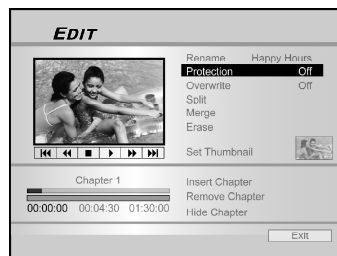 EDIT
Rename Happy Hours
Protection Off
Overwrite Off
Split
Merge
Erase
Set Thumbnail
Chapter 1
00:00:00 00:04:30 01:30:00
Insert Chapter
Remove Chapter
Hide Chapter
Exit